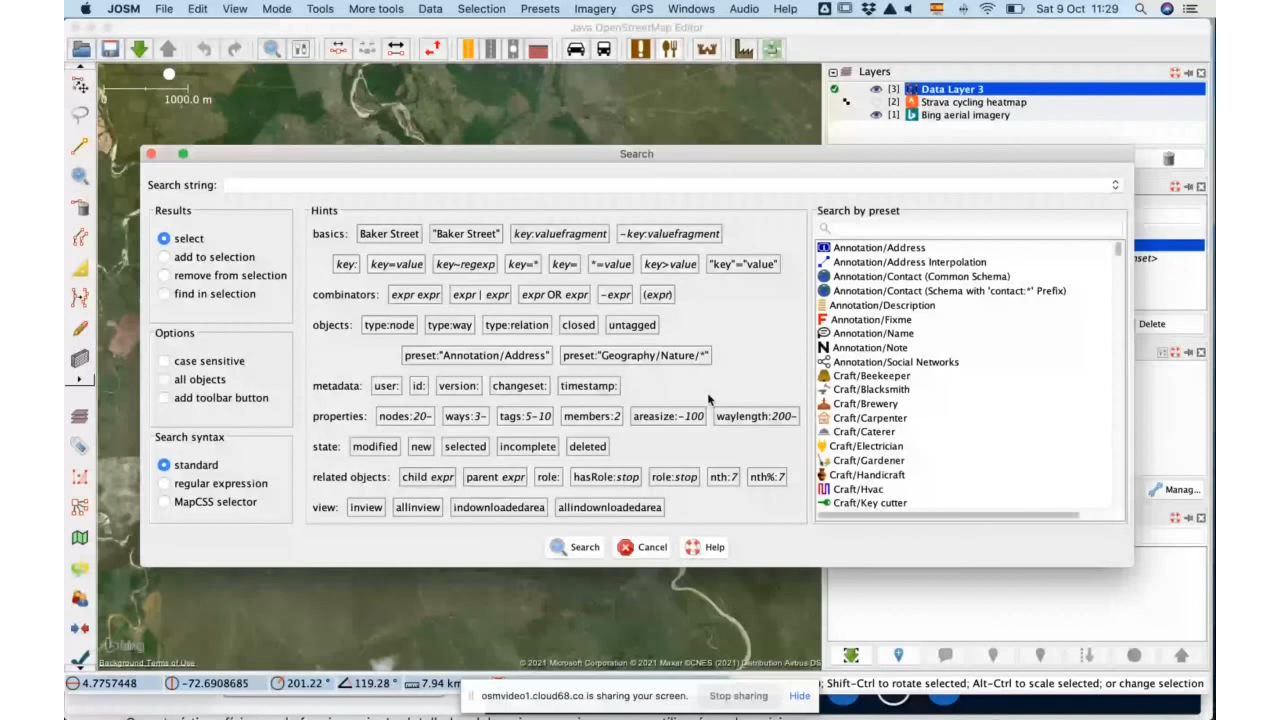 JOSM File Edit View Mode Tools More tools Data Selection Presets Imagery GPS Windows Audio Help Sat 9 Oct 11:29
Java OpenStreetMap Editor
0 1000.0 m
Layers
[3] Data Layer 3
[2] Strava cycling heatmap
[1] Bing aerial imagery
Search
Search string:
Results
select
add to selection
remove from selection
find in selection
Options
case sensitive
all objects
add toolbar button
Search syntax
standard
regular expression
MapCSS selector
Hints
basics: Baker Street "Baker Street" key:valuefragment -key:valuefragment
key: key=value key~regexp key=* key= *=value key>value "key"="value"
combinators: expr expr expr | expr expr OR expr -expr (expr)
objects: type:node type:way type:relation closed untagged
preset:"Annotation/Address" preset:"Geography/Nature/*"
metadata: user: id: version: changeset: timestamp:
properties: nodes:20- ways:3- tags:5-10 members:2 areasize:-100 waylength:200-
state: modified new selected incomplete deleted
related objects: child expr parent expr role: hasRole:stop role:stop nth:7 nth%:7
view: inview allinview indownloadedarea allindownloadedarea
Search by preset
Annotation/Address
Annotation/Address Interpolation
Annotation/Contact (Common Schema)
Annotation/Contact (Schema with 'contact:*' Prefix)
Annotation/Description
Annotation/Fixme
Annotation/Name
Annotation/Note
Annotation/Social Networks
Craft/Beekeeper
Craft/Blacksmith
Craft/Brewery
Craft/Carpenter
Craft/Caterer
Craft/Electrician
Craft/Gardener
Craft/Handicraft
Craft/Hvac
Craft/Key cutter
Search Cancel Help
Delete
Manag...
bing
Background Terms of Use
© 2021 Microsoft Corporation © 2021 Maxar ©CNES (2021) Distribution Airbus DS
4.7757448 -72.6908685 201.22 ° 119.28 ° 7.94 km
; Shift-Ctrl to rotate selected; Alt-Ctrl to scale selected; or change selection
osmvideo1.cloud68.co is sharing your screen. Stop sharing Hide